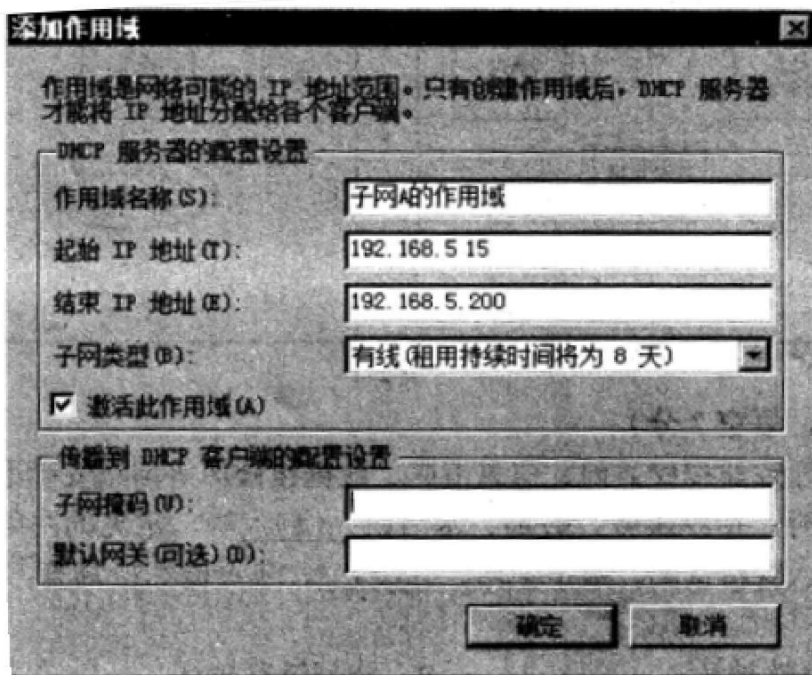 添加作用域
作用域是网络可能的 IP 地址范围。只有创建作用域后，DHCP 服务器
才能将 IP 地址分配给各个客户端。
DHCP 服务器的配置设置
作用域名称(S): 子网A的作用域
起始 IP 地址(T): 192.168.5 15
结束 IP 地址(E): 192.168.5.200
子网类型(B): 有线(租用持续时间将为 8 天)
激活此作用域(A)
传播到 DHCP 客户端的配置设置
子网掩码(U):
默认网关(可选)(D):
确定 取消